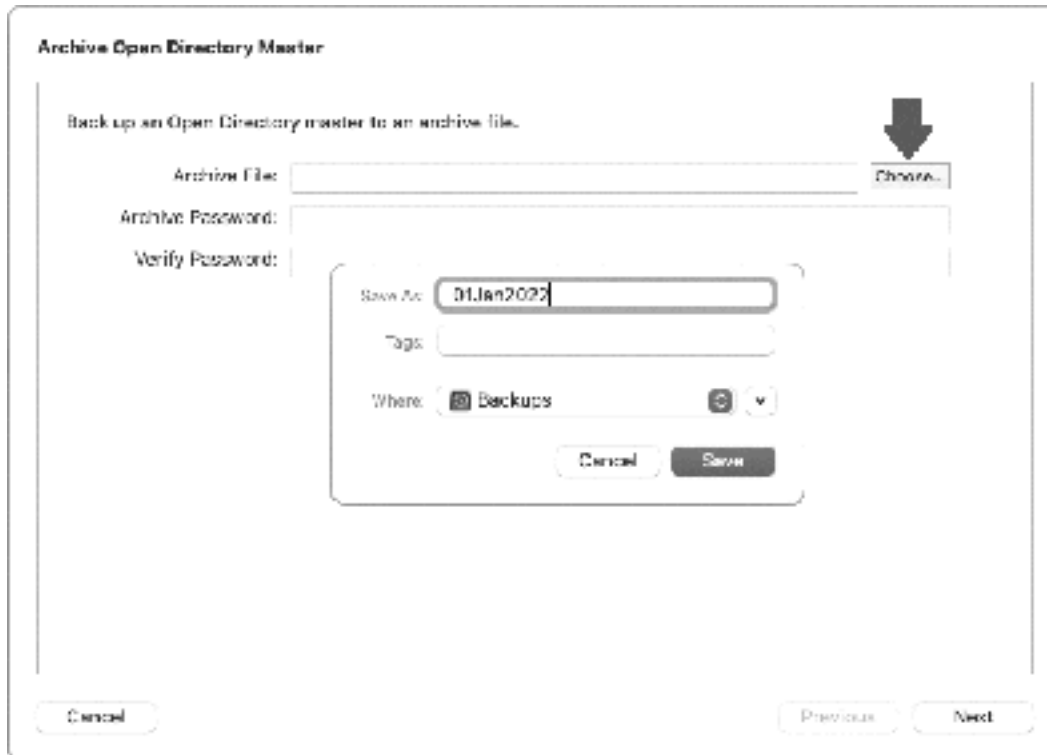 Archive Open Directory Master
Back up an Open Directory master to an archive file.
Archive File:
Choose...
Archive Password:
Verify Password:
Save As: 01Jan2022
Tags:
Where: Backups
Cancel Save
Cancel Previous Next